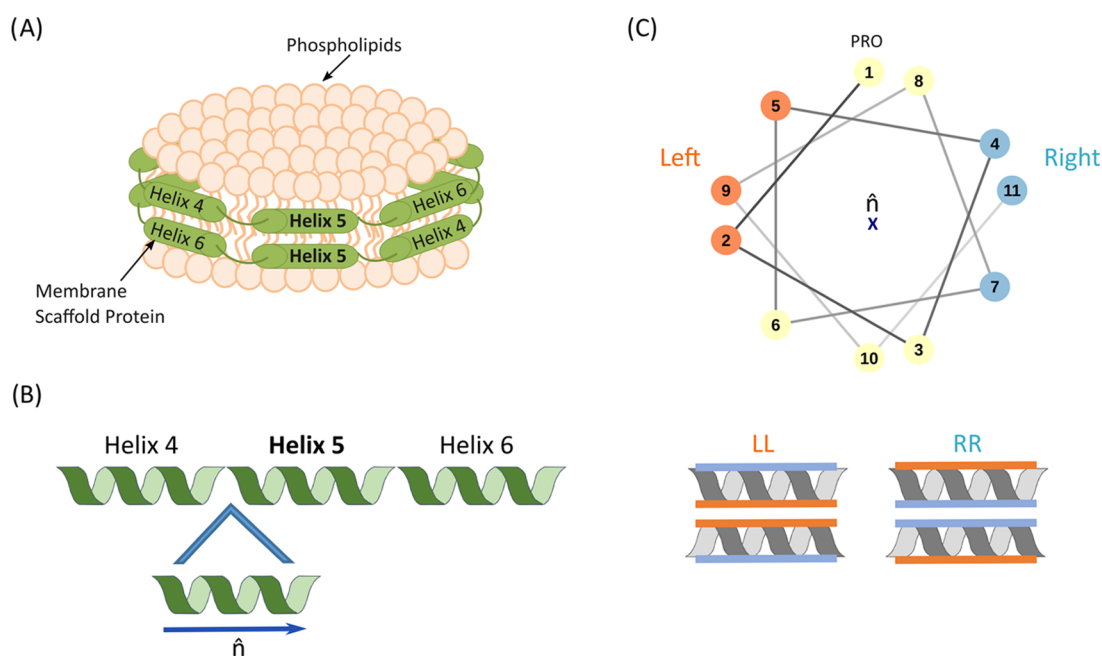 (A)
Phospholipids
Helix 4
Helix 5
Helix 6
Helix 6
Helix 5
Helix 4
Membrane
Scaffold Protein
(B)
Helix 4
Helix 5
Helix 6
n̂
(C)
PRO
1
8
5
4
Left
Right
9
11
n̂
x
2
7
6
3
10
LL
RR